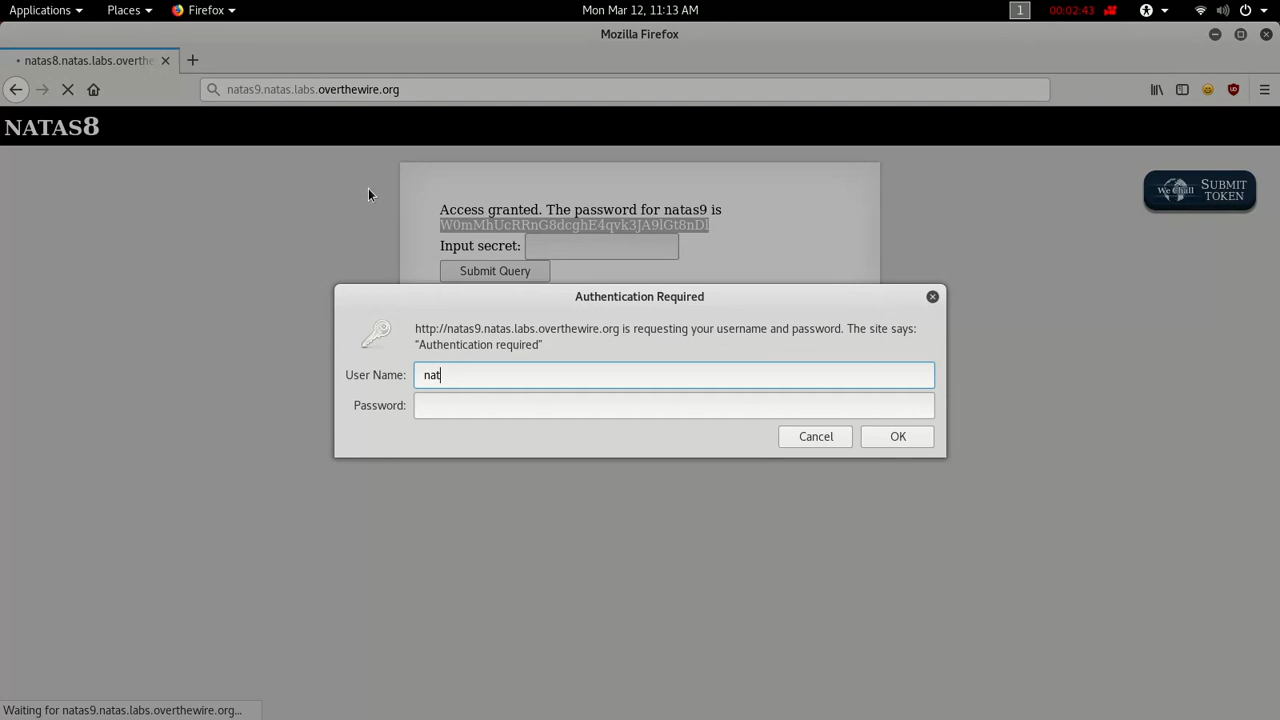 Applications Places Firefox Mon Mar 12, 11:13 AM 1 00:02:43
Mozilla Firefox
natas8.natas.labs.overthe
natas9.natas.labs.overthewire.org
NATAS8
We Chall SUBMIT TOKEN
Access granted. The password for natas9 is
W0mMhUcRRnG8dcghE4qvk3JA9lGt8nDl
Input secret:
Submit Query
Authentication Required
http://natas9.natas.labs.overthewire.org is requesting your username and password. The site says:
“Authentication required”
User Name: nat
Password:
Cancel OK
Waiting for natas9.natas.labs.overthewire.org...